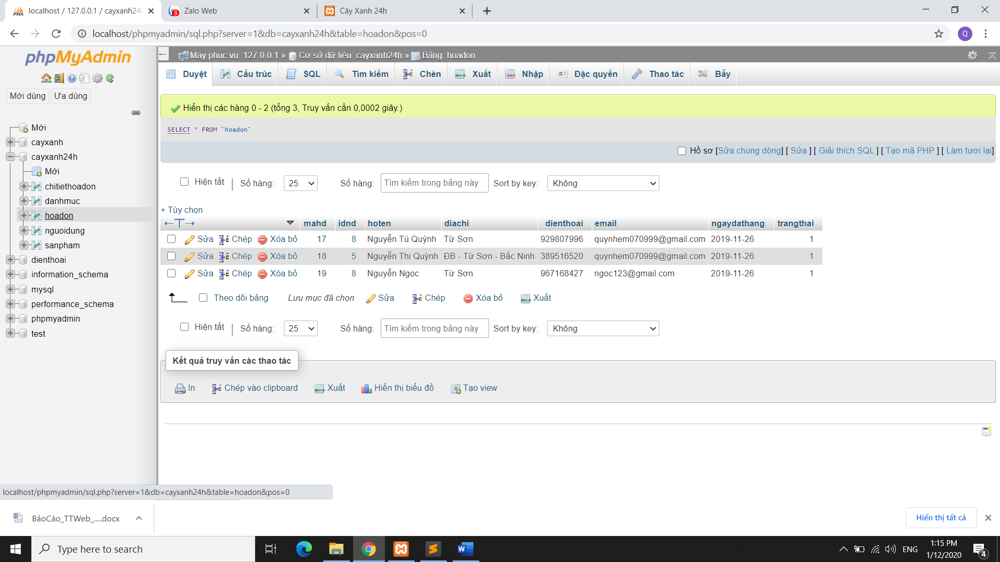 localhost / 127.0.0.1 / cayxanh24
Zalo Web
Cây Xanh 24h
localhost/phpmyadmin/sql.php?server=1&db=cayxanh24h&table=hoadon&pos=0
Q
phpMyAdmin
Mới dùng Ưa dùng
Mới
cayxanh
cayxanh24h
Mới
chitiethoadon
danhmuc
hoadon
nguoidung
sanpham
dienthoai
information_schema
mysql
performance_schema
phpmyadmin
test
Máy phục vụ: 127.0.0.1 » Cơ sở dữ liệu: cayxanh24h » Bảng: hoadon
Duyệt Cấu trúc SQL Tìm kiếm Chèn Xuất Nhập Đặc quyền Thao tác Bẫy
Hiển thị các hàng 0 - 2 (tổng 3, Truy vấn cần 0,0002 giây.)
SELECT * FROM `hoadon`
Hồ sơ [Sửa chung dòng] [ Sửa ] [ Giải thích SQL ] [ Tạo mã PHP ] [ Làm tươi lại]
Hiện tất | Số hàng: 25 Số hàng: Tìm kiếm trong bảng này Sort by key: Không
+ Tùy chọn
←T→ mahd idnd hoten diachi dienthoai email ngaydathang trangthai
Sửa Chép Xóa bỏ 17 8 Nguyễn Tú Quỳnh Từ Sơn 929807996 quynhem070999@gmail.com 2019-11-26 1
Sửa Chép Xóa bỏ 18 5 Nguyễn Thị Quỳnh ĐB - Từ Sơn - Bắc Ninh 389516520 quynhem070999@gmail.com 2019-11-26 1
Sửa Chép Xóa bỏ 19 8 Nguyễn Ngọc Từ Sơn 967168427 ngoc123@gmail.com 2019-11-26 1
Theo dõi bảng Lưu mục đã chọn Sửa Chép Xóa bỏ Xuất
Hiện tất | Số hàng: 25 Số hàng: Tìm kiếm trong bảng này Sort by key: Không
Kết quả truy vấn các thao tác
In Chép vào clipboard Xuất Hiển thị biểu đồ Tạo view
localhost/phpmyadmin/sql.php?server=1&db=cayxanh24h&table=hoadon&pos=0
BáoCáo_TTWeb_....docx
Hiển thị tất cả
Type here to search
ENG
1:15 PM
1/12/2020
4